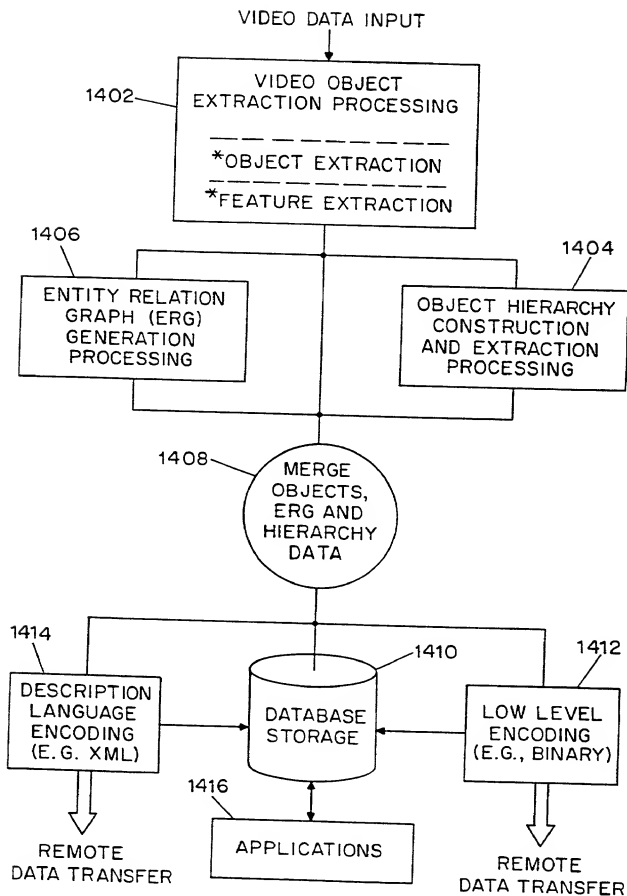 VIDEO DATA INPUT
1402
VIDEO OBJECT
EXTRACTION PROCESSING
*OBJECT EXTRACTION
*FEATURE EXTRACTION
1406
ENTITY RELATION
GRAPH (ERG)
GENERATION
PROCESSING
1404
OBJECT HIERARCHY
CONSTRUCTION
AND EXTRACTION
PROCESSING
1408
MERGE
OBJECTS,
ERG AND
HIERARCHY
DATA
1414
DESCRIPTION
LANGUAGE
ENCODING
(E.G. XML)
1410
DATABASE
STORAGE
1412
LOW LEVEL
ENCODING
(E.G., BINARY)
1416
APPLICATIONS
REMOTE
DATA TRANSFER
REMOTE
DATA TRANSFER